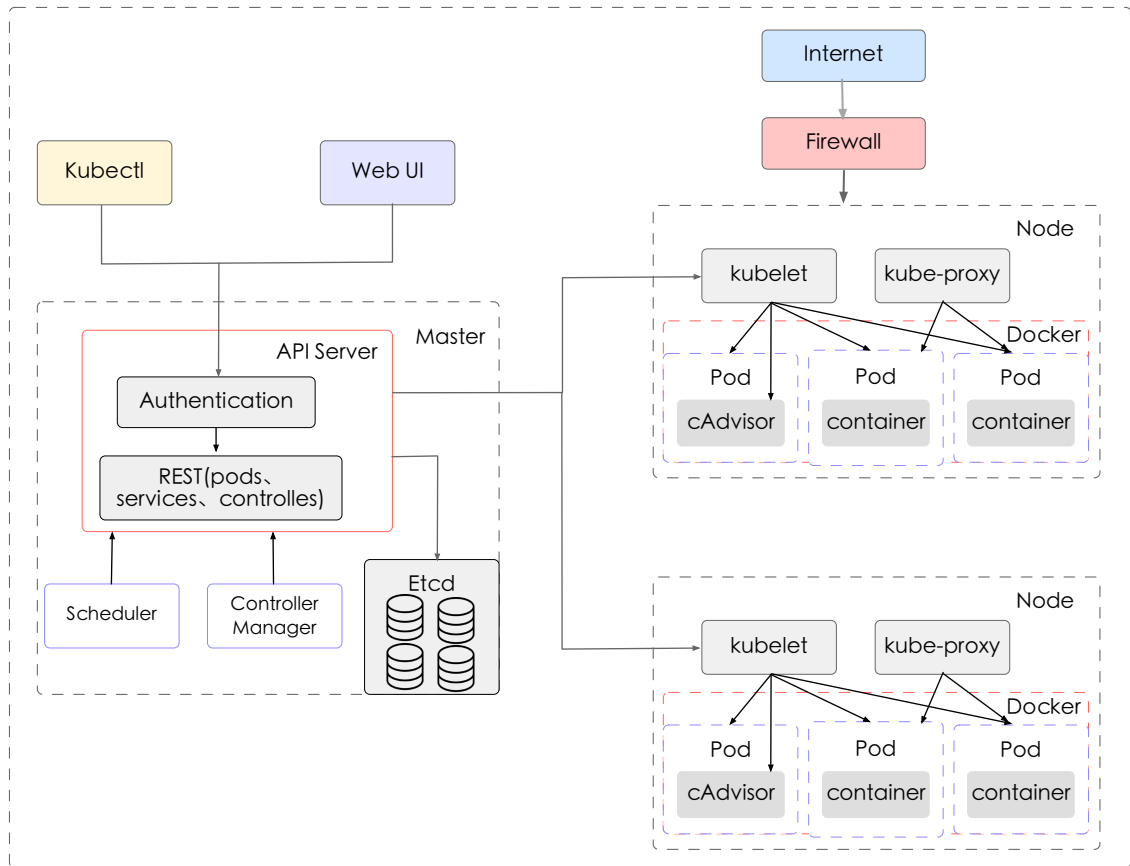 Internet
Firewall
Kubectl
Web UI
Node
kubelet
kube-proxy
Docker
Pod
Pod
Pod
cAdvisor
container
container
Master
API Server
Authentication
REST(pods、
services、controlles)
Scheduler
Controller
Manager
Etcd
Node
kubelet
kube-proxy
Docker
Pod
Pod
Pod
cAdvisor
container
container